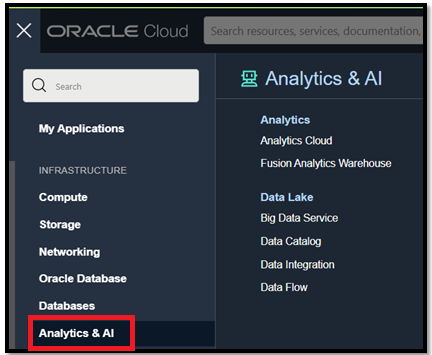 ORACLE Cloud
Search resources, services, documentation,
Search
My Applications
INFRASTRUCTURE
Compute
Storage
Networking
Oracle Database
Databases
Analytics & AI
Analytics & AI
Analytics
Analytics Cloud
Fusion Analytics Warehouse
Data Lake
Big Data Service
Data Catalog
Data Integration
Data Flow